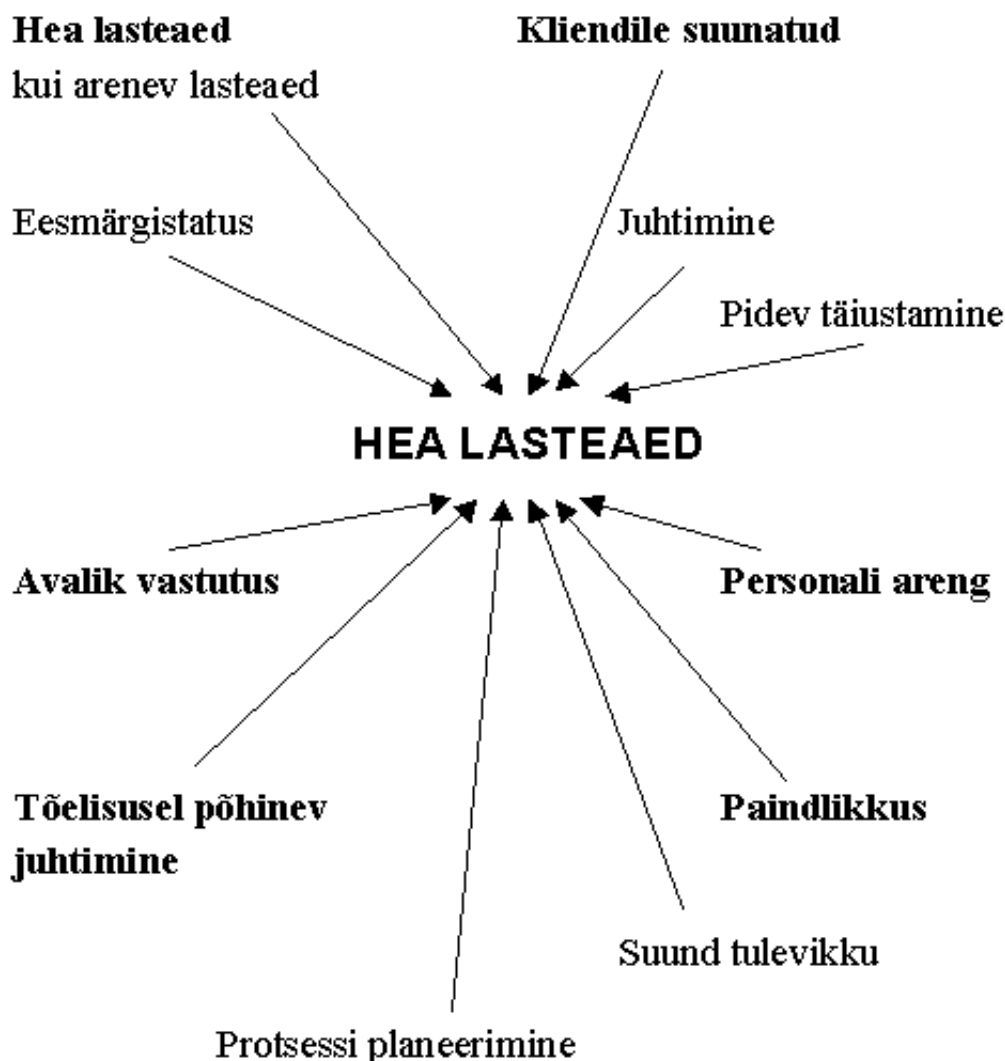 Hea lasteaed
kui arenev lasteaed
Kliendile suunatud
Eesmärgistatus
Juhtimine
Pidev täiustamine
HEA LASTEAED
Avalik vastutus
Personali areng
Tõelisusel põhinev
juhtimine
Paindlikkus
Suund tulevikku
Protsessi planeerimine